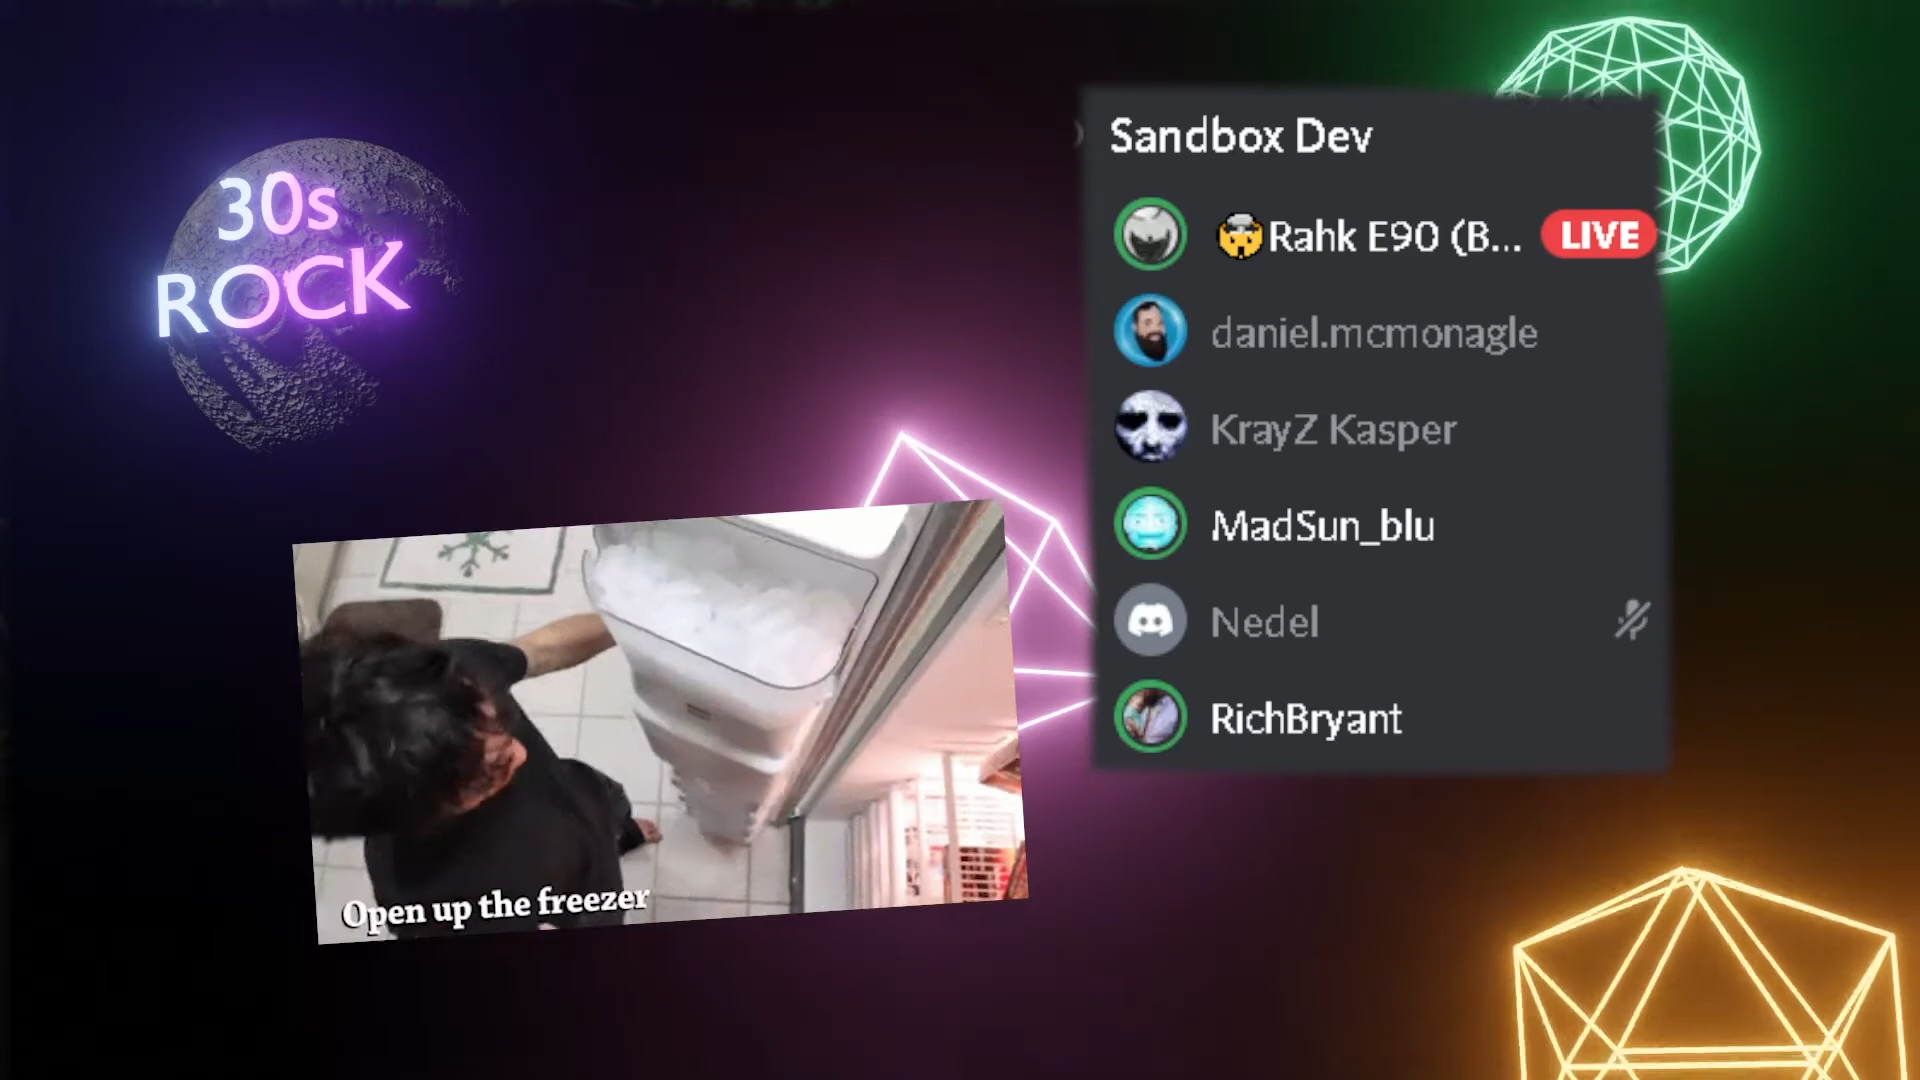 30s
ROCK
Sandbox Dev
🤯Rahk E90 (B... LIVE
daniel.mcmonagle
KrayZ Kasper
MadSun_blu
Nedel
RichBryant
Open up the freezer